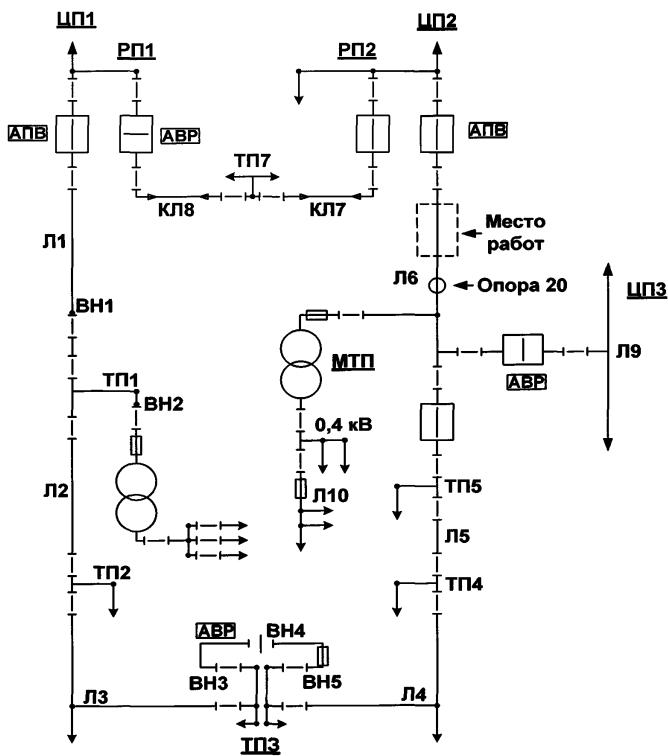 ЦП1
ЦП2
РП1
РП2
АПВ
АВР
АПВ
ТП7
КЛ8
КЛ7
Место
работ
Л1
Л6
Опора 20
ЦП3
ВН1
МТП
Л9
ТП1
АВР
ВН2
0,4 кВ
Л2
Л10
ТП5
Л5
ТП2
ТП4
АВР
ВН4
ВН3
ВН5
Л3
Л4
ТП3